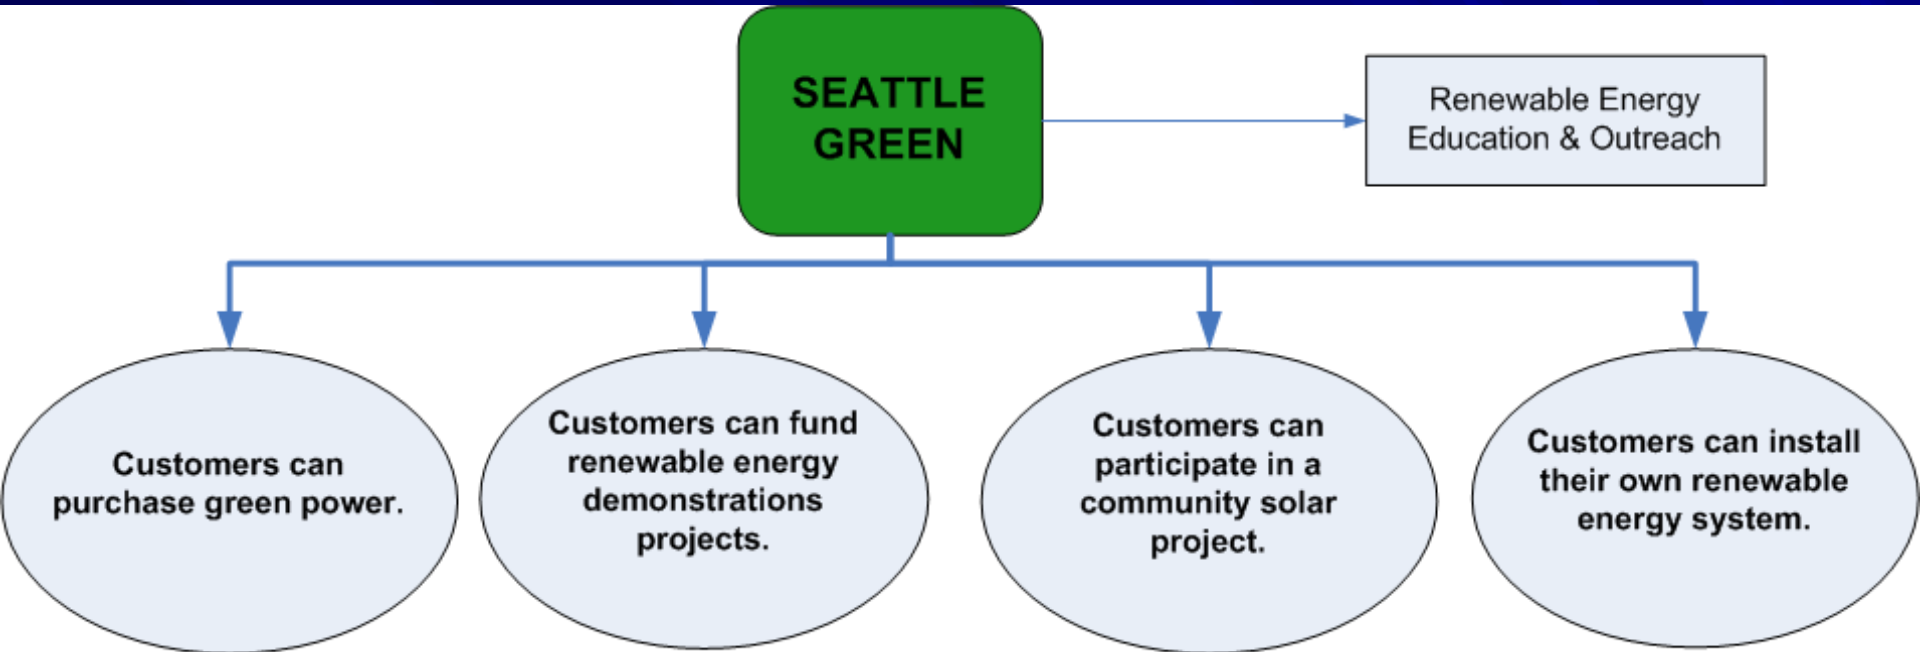 SEATTLE
GREEN
Renewable Energy
Education & Outreach
Customers can
purchase green power.
Customers can fund
renewable energy
demonstrations
projects.
Customers can
participate in a
community solar
project.
Customers can install
their own renewable
energy system.